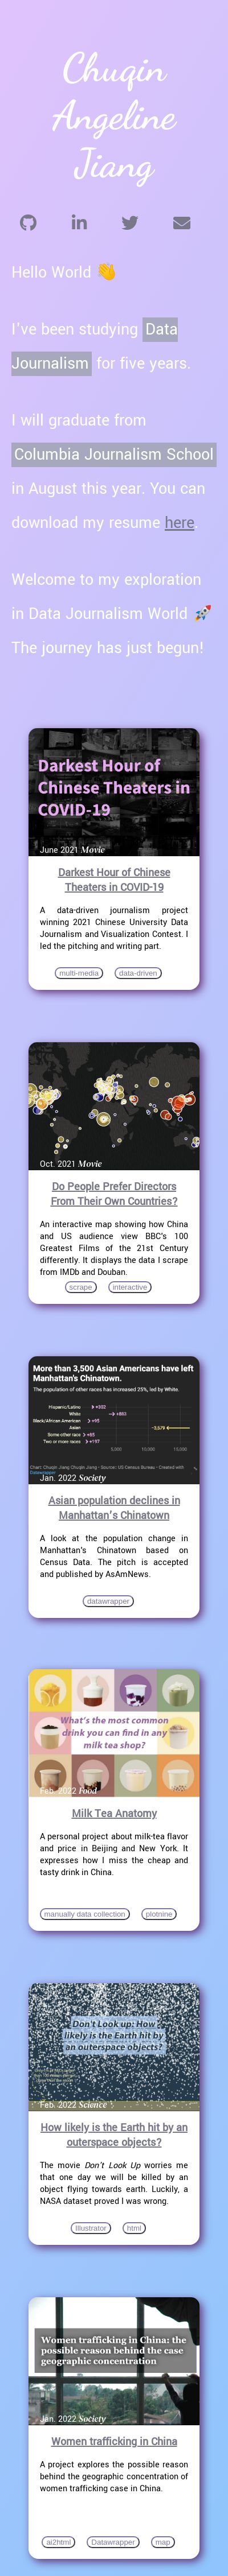 Chuqin
Angeline
Jiang
Hello World 👋
I've been studying Data
Journalism for five years.
I will graduate from
Columbia Journalism School
in August this year. You can
download my resume here.
Welcome to my exploration
in Data Journalism World 🚀
The journey has just begun!
Darkest Hour of
Chinese Theaters in
COVID-19
June 2021 Movie
Darkest Hour of Chinese
Theaters in COVID-19
A data-driven journalism project
winning 2021 Chinese University Data
Journalism and Visualization Contest. I
led the pitching and writing part.
multi-media
data-driven
Oct. 2021 Movie
Do People Prefer Directors
From Their Own Countries?
An interactive map showing how China
and US audience view BBC's 100
Greatest Films of the 21st Century
differently. It displays the data I scrape
from IMDb and Douban.
scrape
interactive
More than 3,500 Asian Americans have left
Manhattan's Chinatown.
The population of other races has increased 25%, led by White.
Hispanic/Latino
White
Black/African American
Asian
Some other race
Two or more races
5,000 10,000 15,000
Jan. 2022 Society
Asian population declines in
Manhattan's Chinatown
A look at the population change in
Manhattan's Chinatown based on
Census Data. The pitch is accepted
and published by AsAmNews.
datawrapper
What's the most common
drink you can find in any
milk tea shop?
Feb. 2022 Food
Milk Tea Anatomy
A personal project about milk-tea flavor
and price in Beijing and New York. It
expresses how I miss the cheap and
tasty drink in China.
manually data collection
plotnine
Don't Look up: How
likely is the Earth hit by
an outerspace objects?
Feb. 2022 Science
How likely is the Earth hit by an
outerspace objects?
The movie Don't Look Up worries me
that one day we will be killed by an
object flying towards earth. Luckily, a
NASA dataset proved I was wrong.
Illustrator
html
Women trafficking in China: the
possible reason behind the case
geographic concentration
Jan. 2022 Society
Women trafficking in China
A project explores the possible reason
behind the geographic concentration of
women trafficking case in China.
ai2html
Datawrapper
map